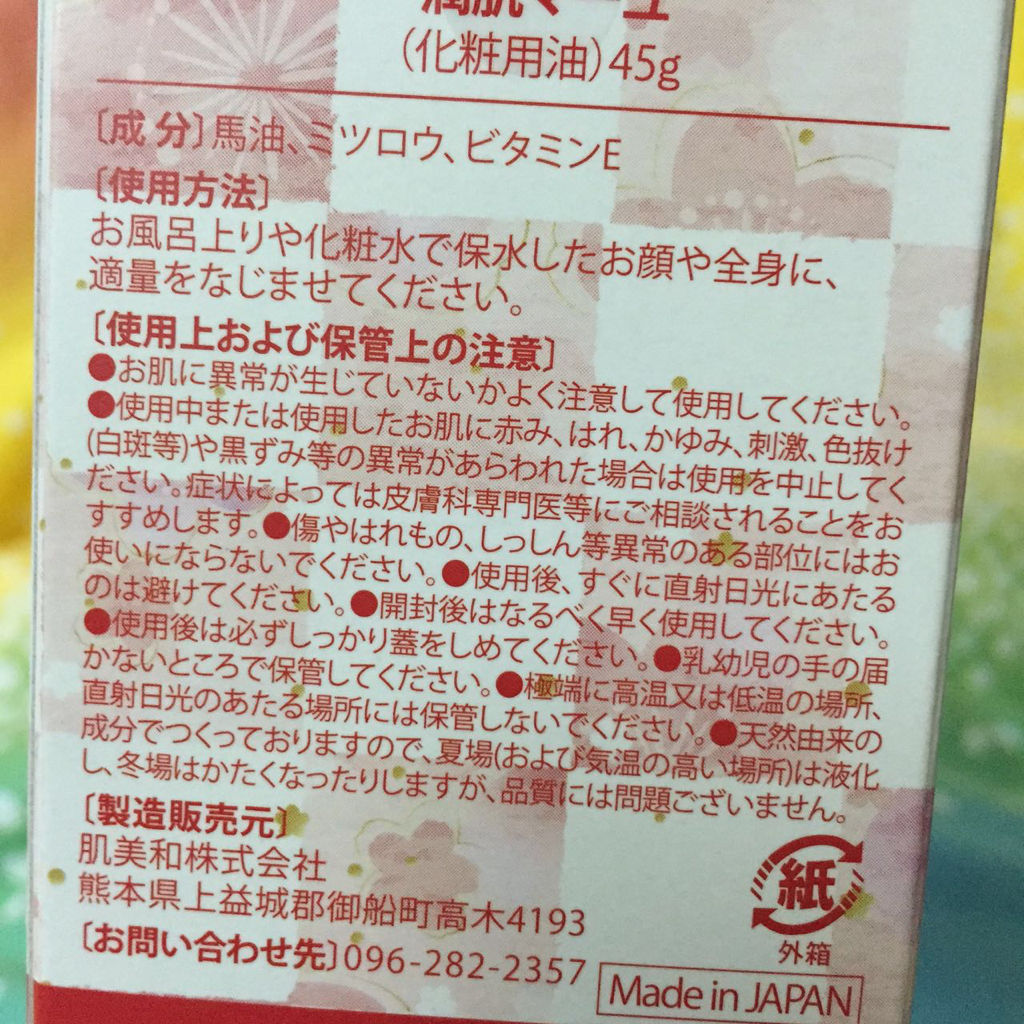 潤肌マーユ
(化粧用油)45g
〔成分〕馬油、ミツロウ、ビタミンE
〔使用方法〕
お風呂上りや化粧水で保水したお顔や全身に、
適量をなじませてください。
〔使用上および保管上の注意〕
●お肌に異常が生じていないかよく注意して使用してください。
●使用中または使用したお肌に赤み、はれ、かゆみ、刺激、色抜け
(白斑等)や黒ずみ等の異常があらわれた場合は使用を中止してく
ださい。症状によっては皮膚科専門医等にご相談されることをお
すすめします。●傷やはれもの、しっしん等異常のある部位にはお
使いにならないでください。●使用後、すぐに直射日光にあたる
のは避けてください。●開封後はなるべく早く使用してください。
●使用後は必ずしっかり蓋をしめてください。●乳幼児の手の届
かないところで保管してください。●極端に高温又は低温の場所、
直射日光のあたる場所には保管しないでください。●天然由来の
成分でつくっておりますので、夏場(および気温の高い場所)は液化
し、冬場はかたくなったりしますが、品質には問題ございません。
〔製造販売元〕
肌美和株式会社
熊本県上益城郡御船町高木4193
〔お問い合わせ先〕096-282-2357
紙
外箱
Made in JAPAN